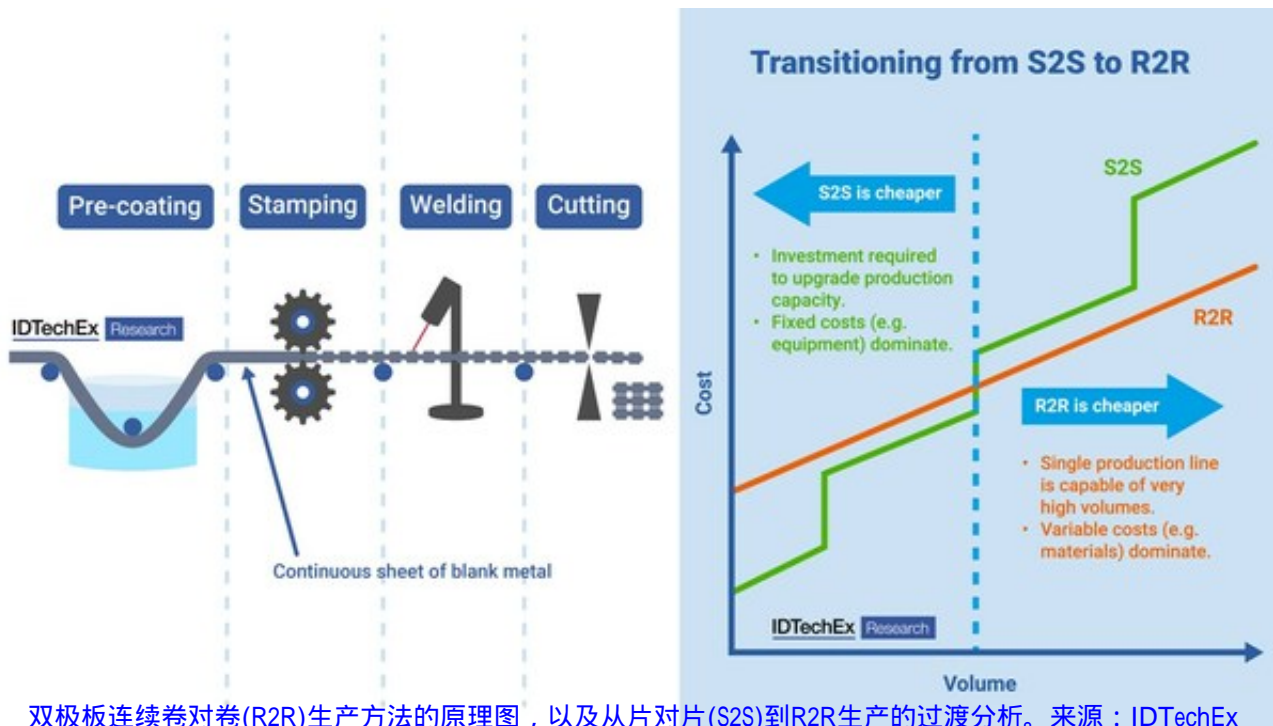 Pre-coating
Stamping
Welding
Cutting
IDTechEx Research
Continuous sheet of blank metal
Transitioning from S2S to R2R
S2S is cheaper
• Investment required
to upgrade production
capacity.
• Fixed costs (e.g.
equipment) dominate.
S2S
R2R
R2R is cheaper
• Single production line
is capable of very
high volumes.
• Variable costs (e.g.
materials) dominate.
Cost
IDTechEx Research
Volume
双极板连续卷对卷(R2R)生产方法的原理图，以及从片对片(S2S)到R2R生产的过渡分析。来源：IDTechEx